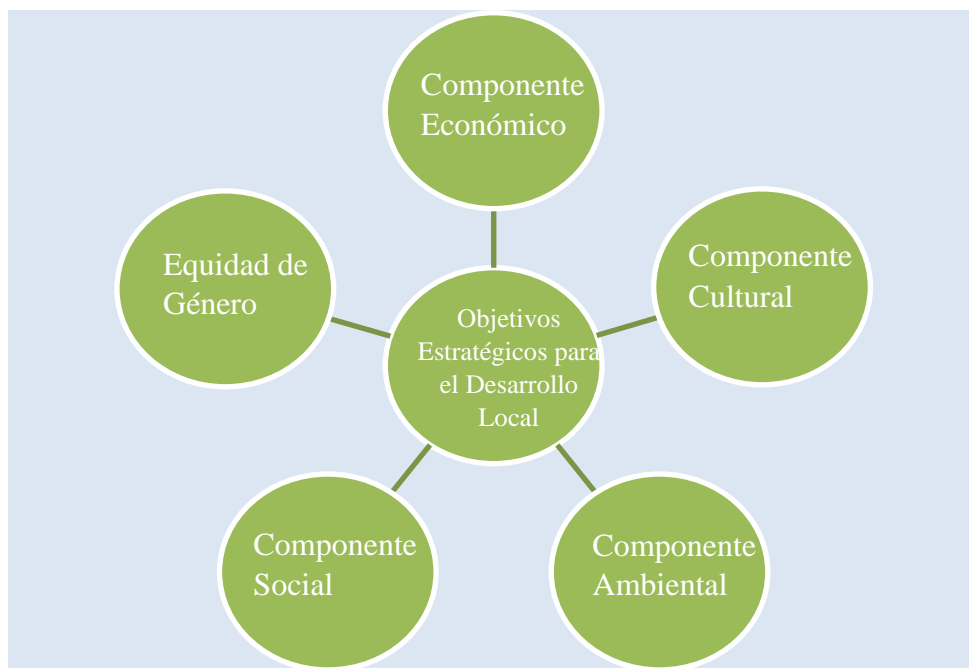 Componente
Económico
Equidad de
Género
Componente
Cultural
Objetivos
Estratégicos para
el Desarrollo
Local
Componente
Social
Componente
Ambiental